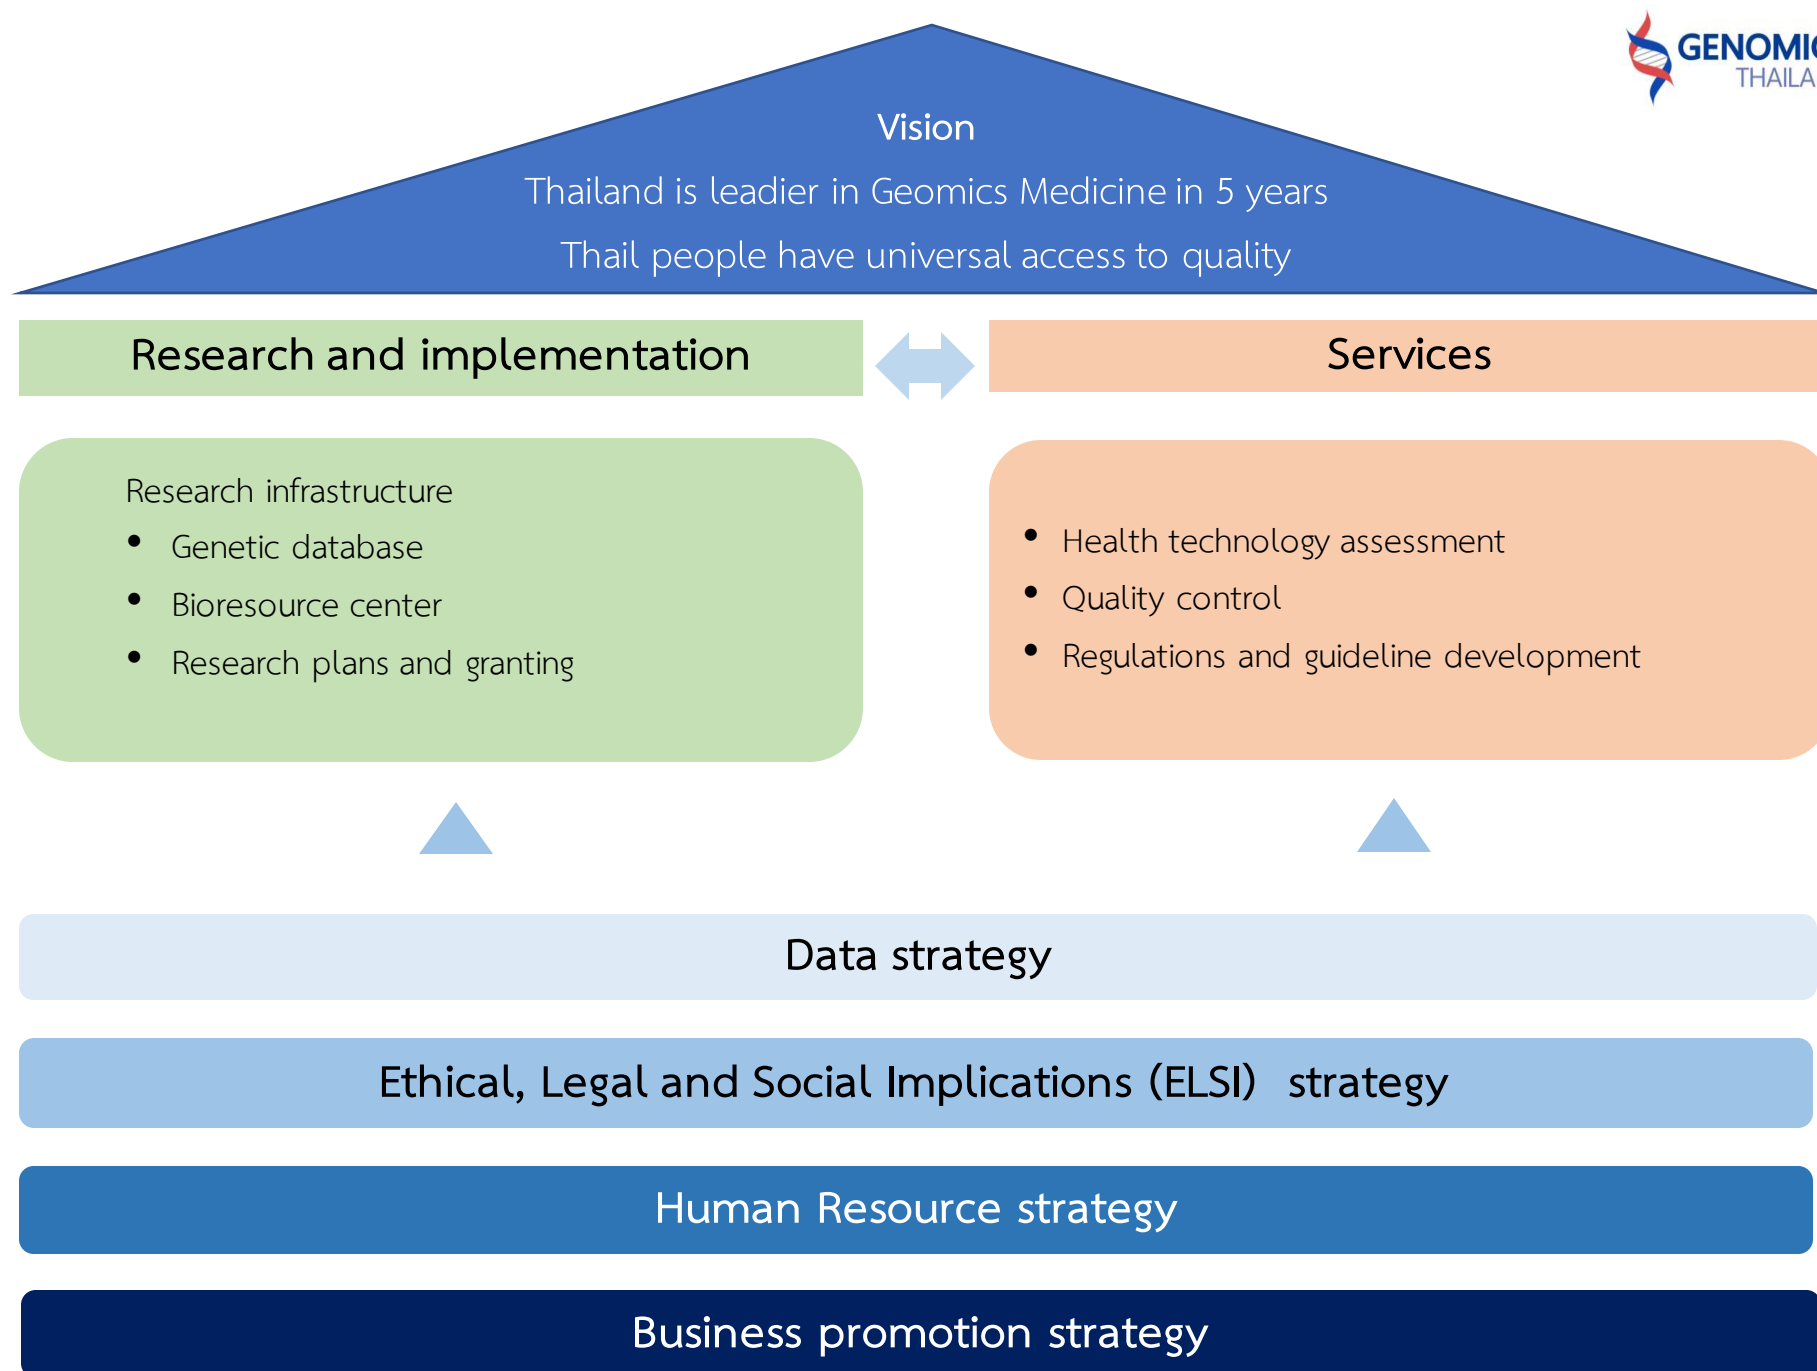 GENOMIC
THAILA
Vision
Thailand is leadier in Geomics Medicine in 5 years
Thail people have universal access to quality
Research and implementation
Services
Research infrastructure
• Genetic database
• Bioresource center
• Research plans and granting
• Health technology assessment
• Quality control
• Regulations and guideline development
Data strategy
Ethical, Legal and Social Implications (ELSI) strategy
Human Resource strategy
Business promotion strategy